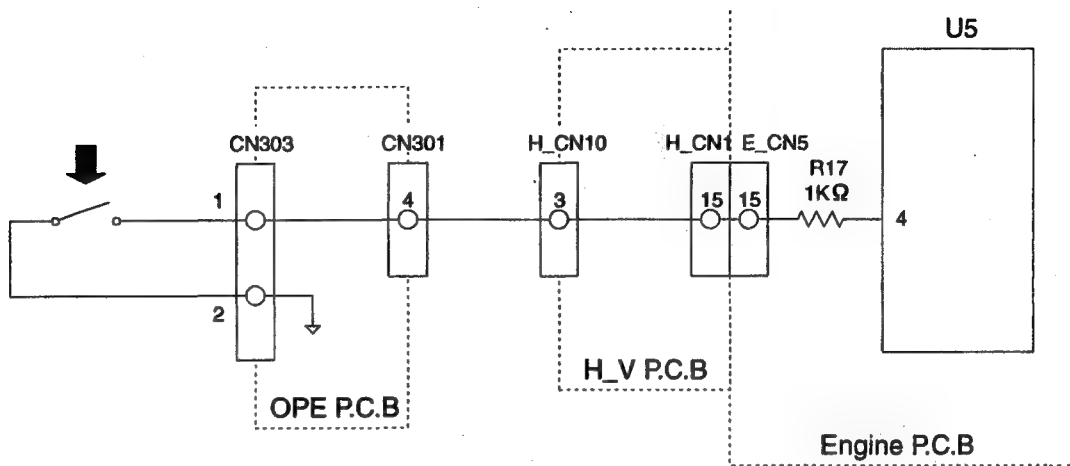 U5
CN303
CN301
H_CN10
H_CN1
E_CN5
R17
1KΩ
1
4
3
15
15
4
2
H_V P.C.B
OPE P.C.B
Engine P.C.B